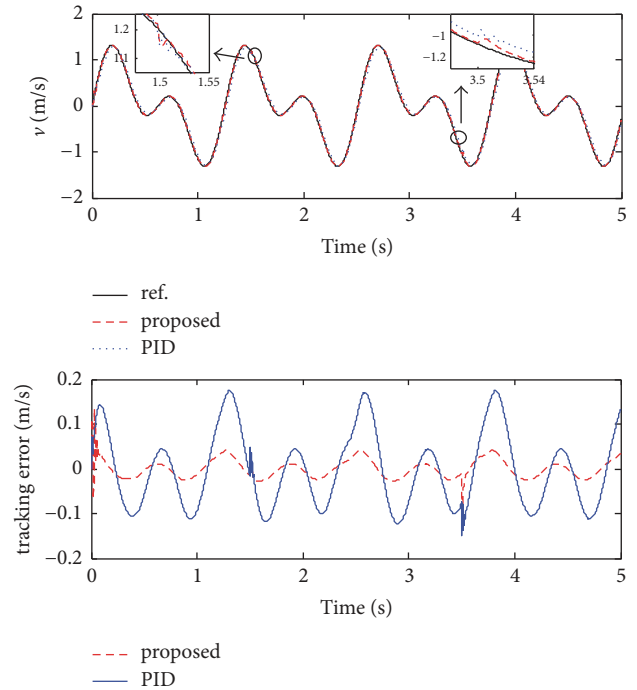 2
1
0
−1
−2
ν (m/s)
1.2
1.1
1.5
1.55
−1
−1.2
3.5
3.54
0 1 2 3 4 5
Time (s)
ref.
proposed
PID
0.2
0.1
0
−0.1
−0.2
tracking error (m/s)
0 1 2 3 4 5
Time (s)
proposed
PID